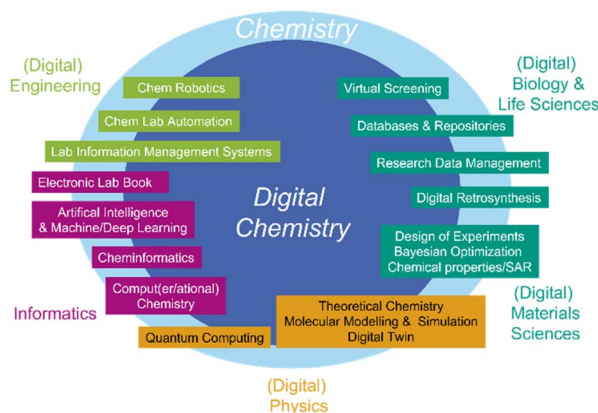 Chemistry
(Digital)
Engineering
Chem Robotics
Chem Lab Automation
Lab Information Management Systems
Electronic Lab Book
Artifical Intelligence
& Machine/Deep Learning
Cheminformatics
Comput(er/ational)
Chemistry
Informatics
Quantum Computing
Digital
Chemistry
(Digital)
Biology &
Life Sciences
Virtual Screening
Databases & Repositories
Research Data Management
Digital Retrosynthesis
Design of Experiments
Bayesian Optimization
Chemical properties/SAR
(Digital)
Materials
Sciences
Theoretical Chemistry
Molecular Modelling & Simulation
Digital Twin
(Digital)
Physics